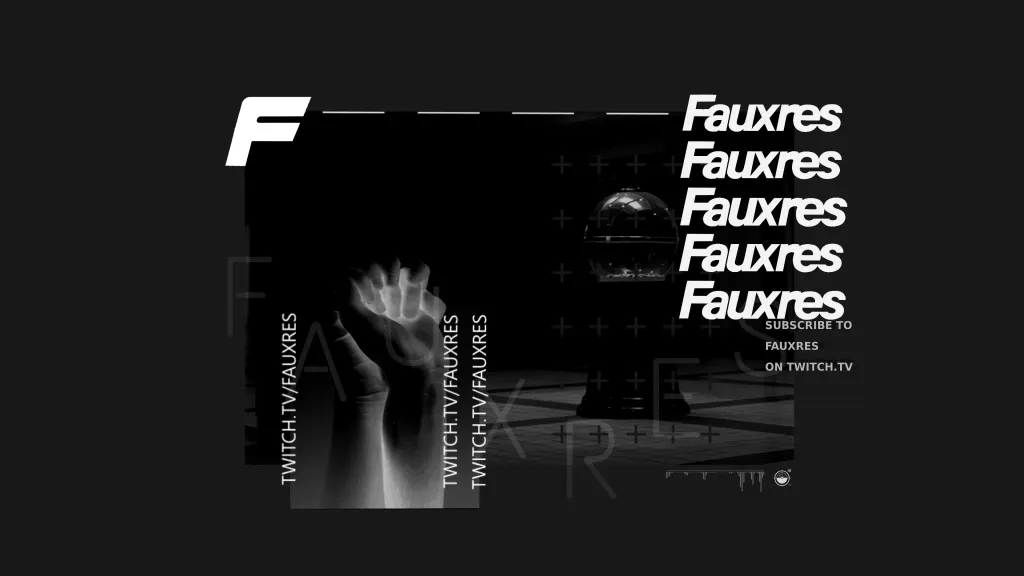 F
Fauxres
Fauxres
Fauxres
Fauxres
Fauxres
SUBSCRIBE TO
FAUXRES
ON TWITCH.TV
TWITCH.TV/FAUXRES
TWITCH.TV/FAUXRES
TWITCH.TV/FAUXRES
FAUXRES